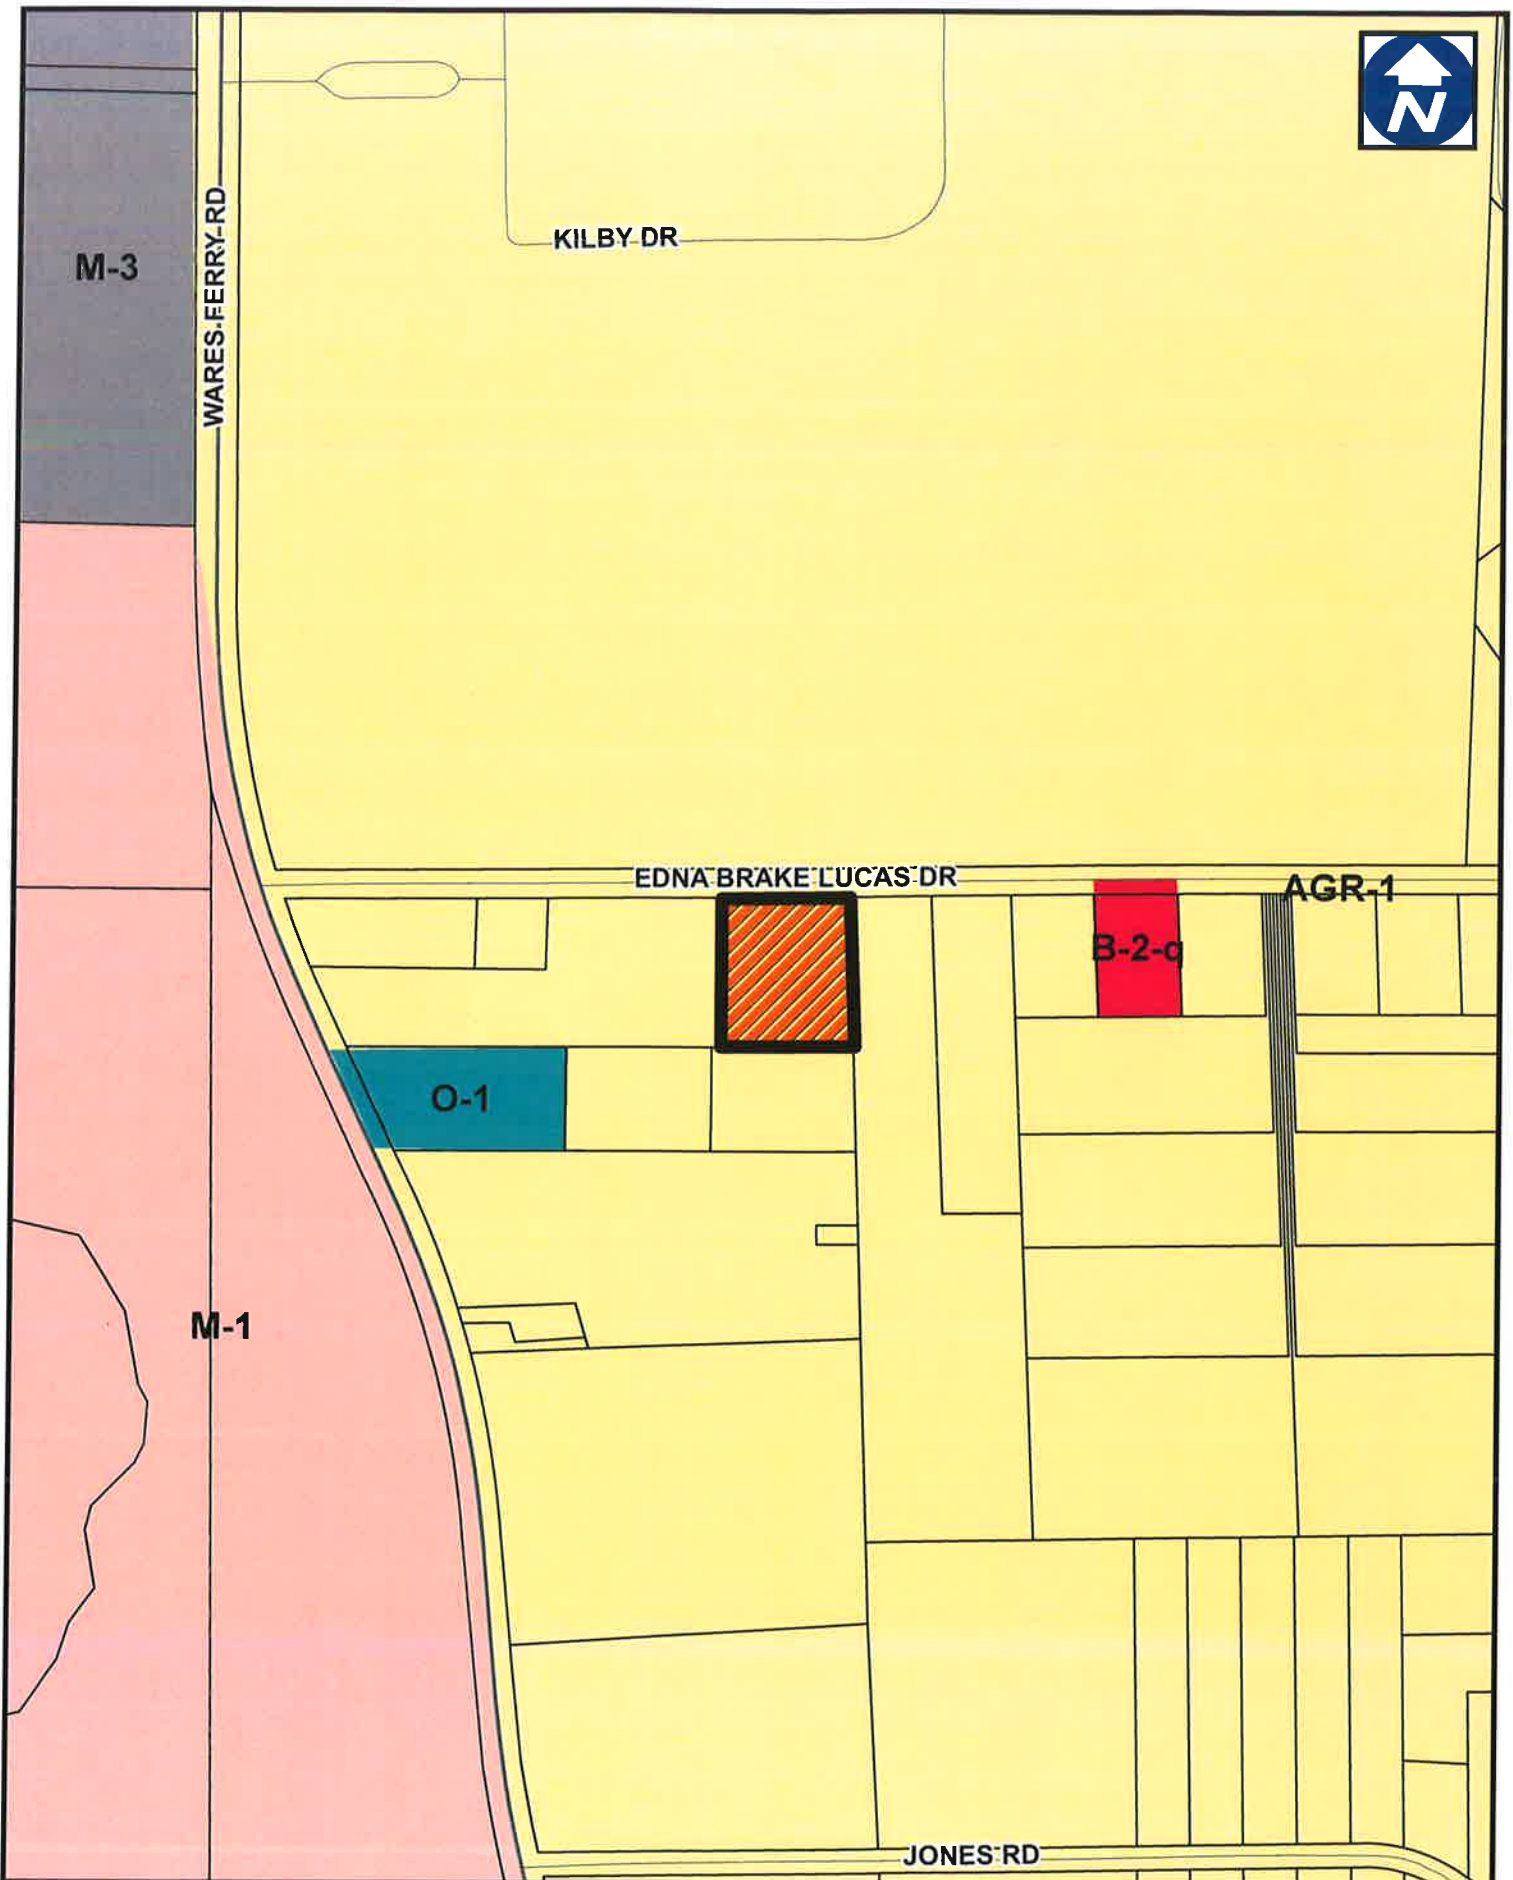 N
KILBY DR
M-3
WARES FERRY RD
EDNA BRAKE LUCAS DR
AGR-1
B-2-q
O-1
M-1
JONES RD